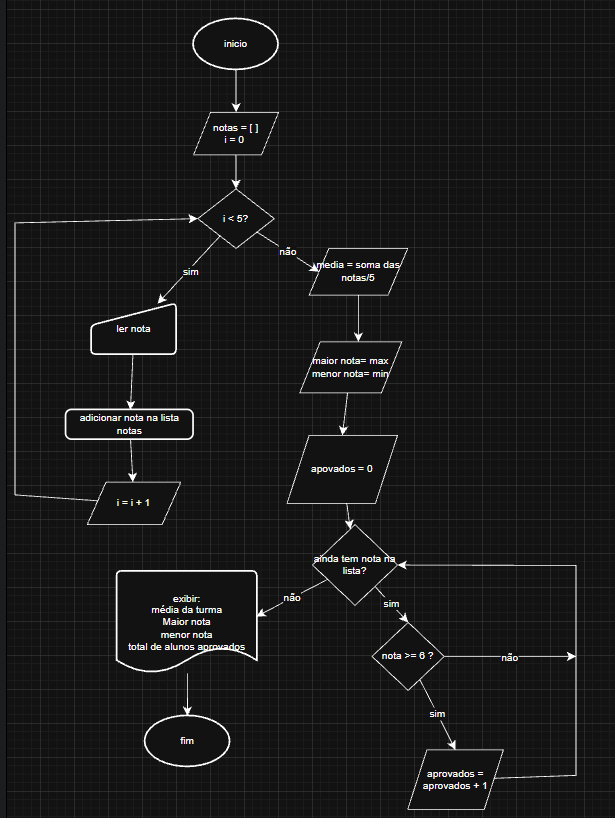 inicio
notas = [ ]
i = 0
i < 5?
não
sim
media = soma das
notas/5
ler nota
maior nota= max
menor nota= min
adicionar nota na lista
notas
apovados = 0
i = i + 1
ainda tem nota na
lista?
não
sim
exibir:
média da turma
Maior nota
menor nota
total de alunos aprovados
nota >= 6 ?
não
sim
fim
aprovados =
aprovados + 1